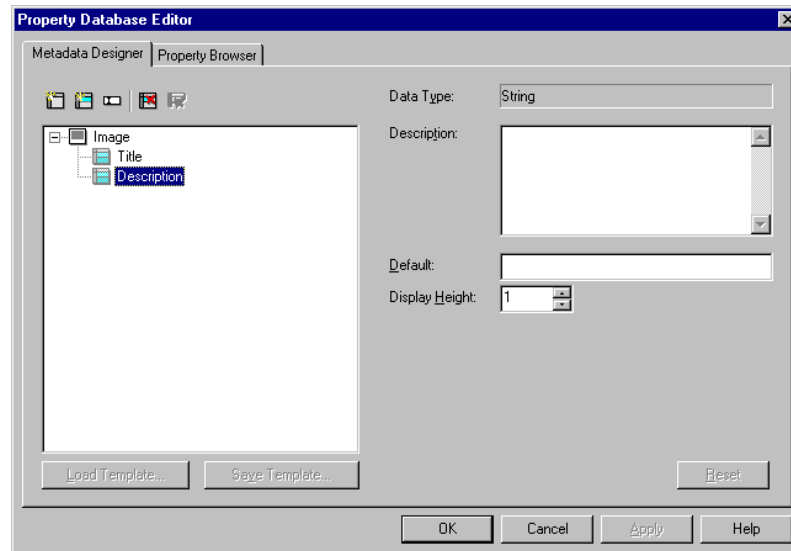 Property Database Editor
Metadata Designer
Property Browser
Data Type:
String
Image
Title
Description
Description:
Default:
Display Height:
1
Load Template...
Save Template...
Reset
OK
Cancel
Apply
Help